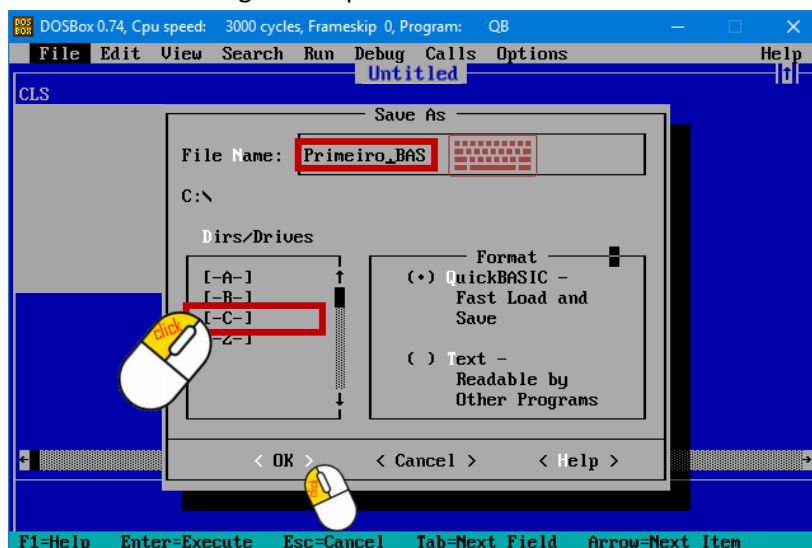 DOSBox 0.74, Cpu speed: 3000 cycles, Frameskip 0, Program: QB
File Edit View Search Run Debug Calls Options Help
Untitled
CLS
Save As
File Name: Primeiro_BAS
C:\
Dirs/Drives
Format
[-A-]
(•) QuickBASIC -
[-B-]
Fast Load and
[-C-]
Save
[-Z-]
( ) Text -
Readable by
Other Programs
click
< OK >
< Cancel >
< Help >
click
F1=Help Enter=Execute Esc=Cancel Tab=Next Field Arrow=Next Item